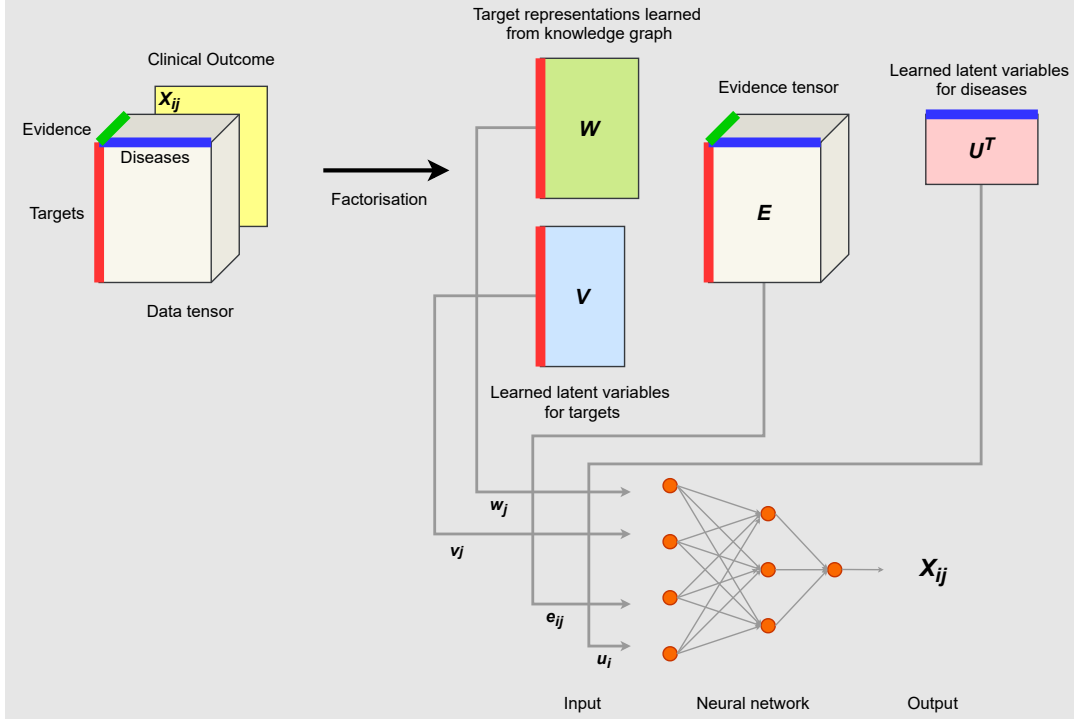 Target representations learned
from knowledge graph
Clinical Outcome
X_ij
Evidence
Diseases
Targets
Data tensor
Factorisation
W
V
Learned latent variables
for targets
Evidence tensor
E
Learned latent variables
for diseases
U^T
w_j
v_j
e_ij
u_i
X_ij
Input
Neural network
Output